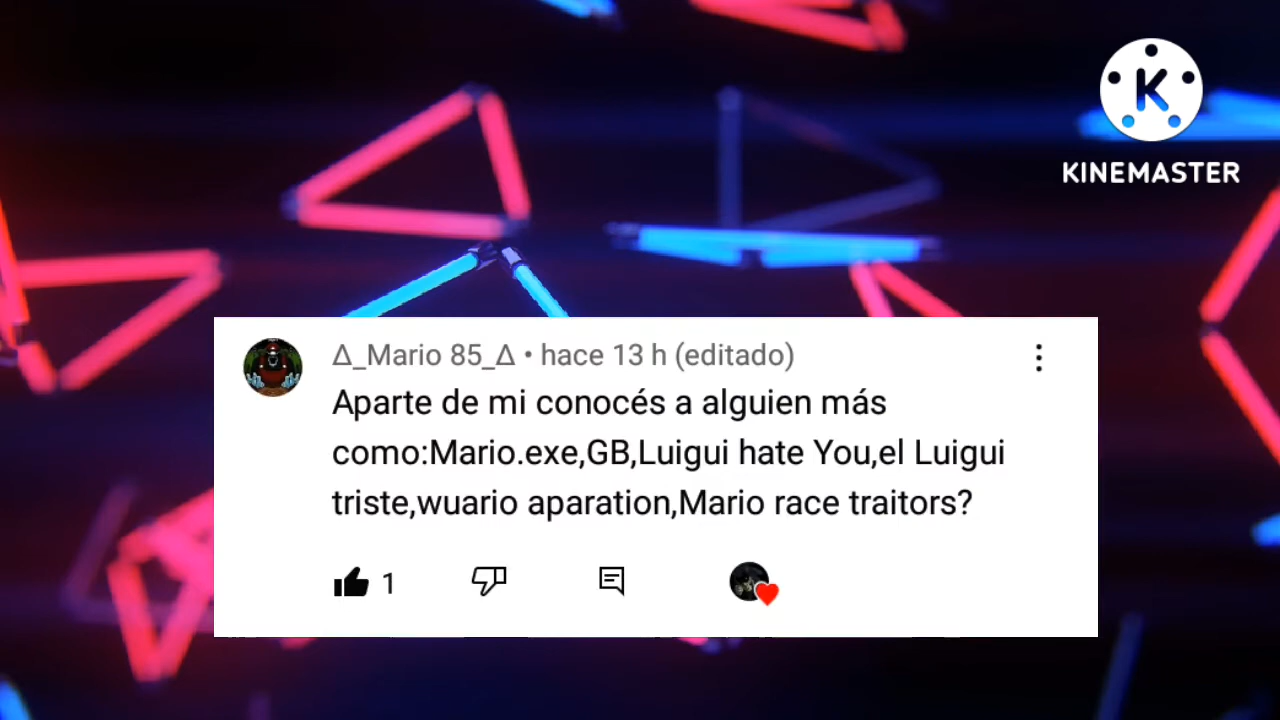 K
KINEMASTER
Δ_Mario 85_Δ • hace 13 h (editado)
Aparte de mi conocés a alguien más
como:Mario.exe,GB,Luigui hate You,el Luigui
triste,wuario aparation,Mario race traitors?
1